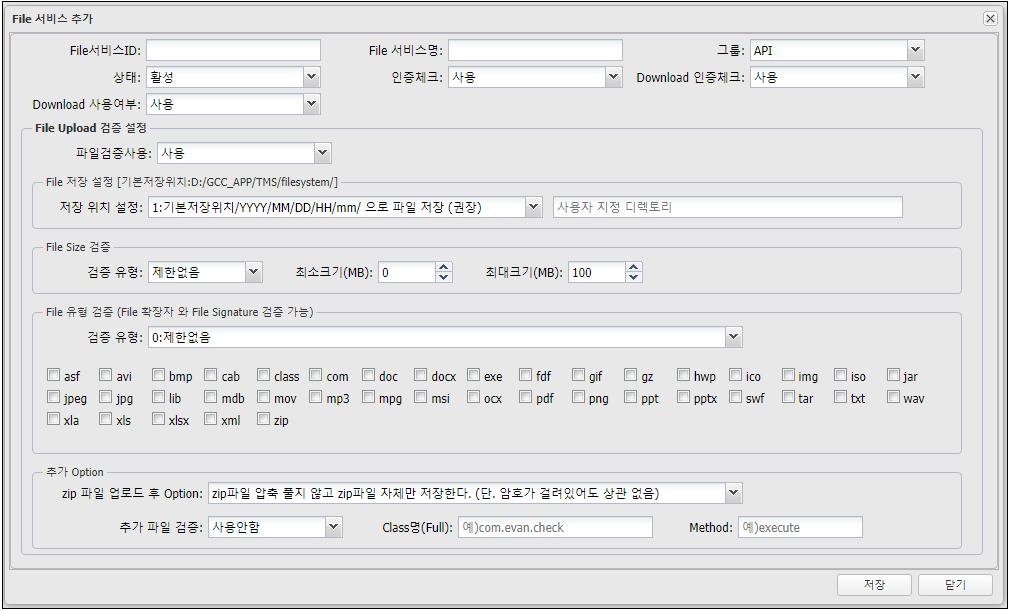 File 서비스 추가
File서비스ID: File 서비스명: 그룹: API
상태: 활성 인증체크: 사용 Download 인증체크: 사용
Download 사용여부: 사용
File Upload 검증 설정
파일검증사용: 사용
File 저장 설정 [기본저장위치:D:/GCC_APP/TMS/filesystem/]
저장 위치 설정: 1:기본저장위치/YYYY/MM/DD/HH/mm/ 으로 파일 저장 (권장) 사용자 지정 디렉토리
File Size 검증
검증 유형: 제한없음 최소크기(MB): 0 최대크기(MB): 100
File 유형 검증 (File 확장자 와 File Signature 검증 가능)
검증 유형: 0:제한없음
asf avi bmp cab class com doc docx exe fdf gif gz hwp ico img iso jar
jpeg jpg lib mdb mov mp3 mpg msi ocx pdf png ppt pptx swf tar txt wav
xla xls xlsx xml zip
추가 Option
zip 파일 업로드 후 Option: zip파일 압축 풀지 않고 zip파일 자체만 저장한다. (단. 암호가 걸려있어도 상관 없음)
추가 파일 검증: 사용안함 Class명(Full): 예)com.evan.check Method: 예)execute
저장 닫기